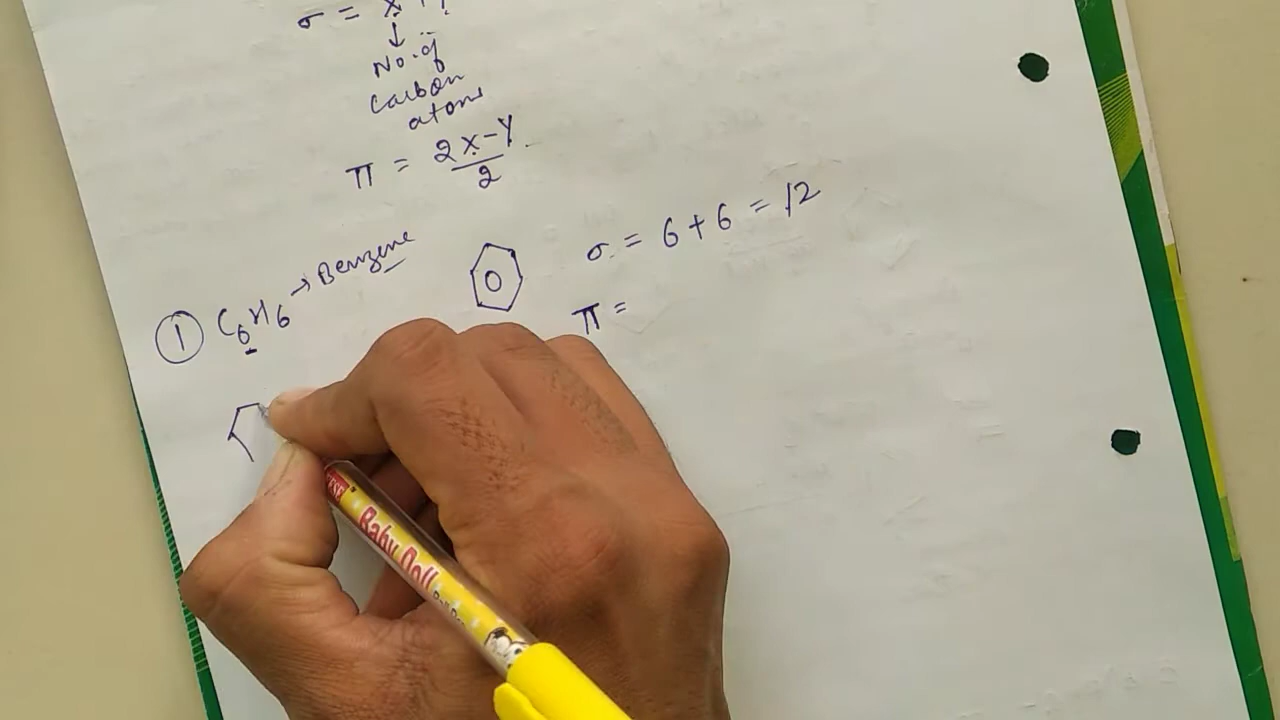 σ = x +
↓
No. of
Carbon
atoms
π = 2x-y/2
① C6H6 → Benzene
σ = 6+6 = 12
π =
Baby Doll